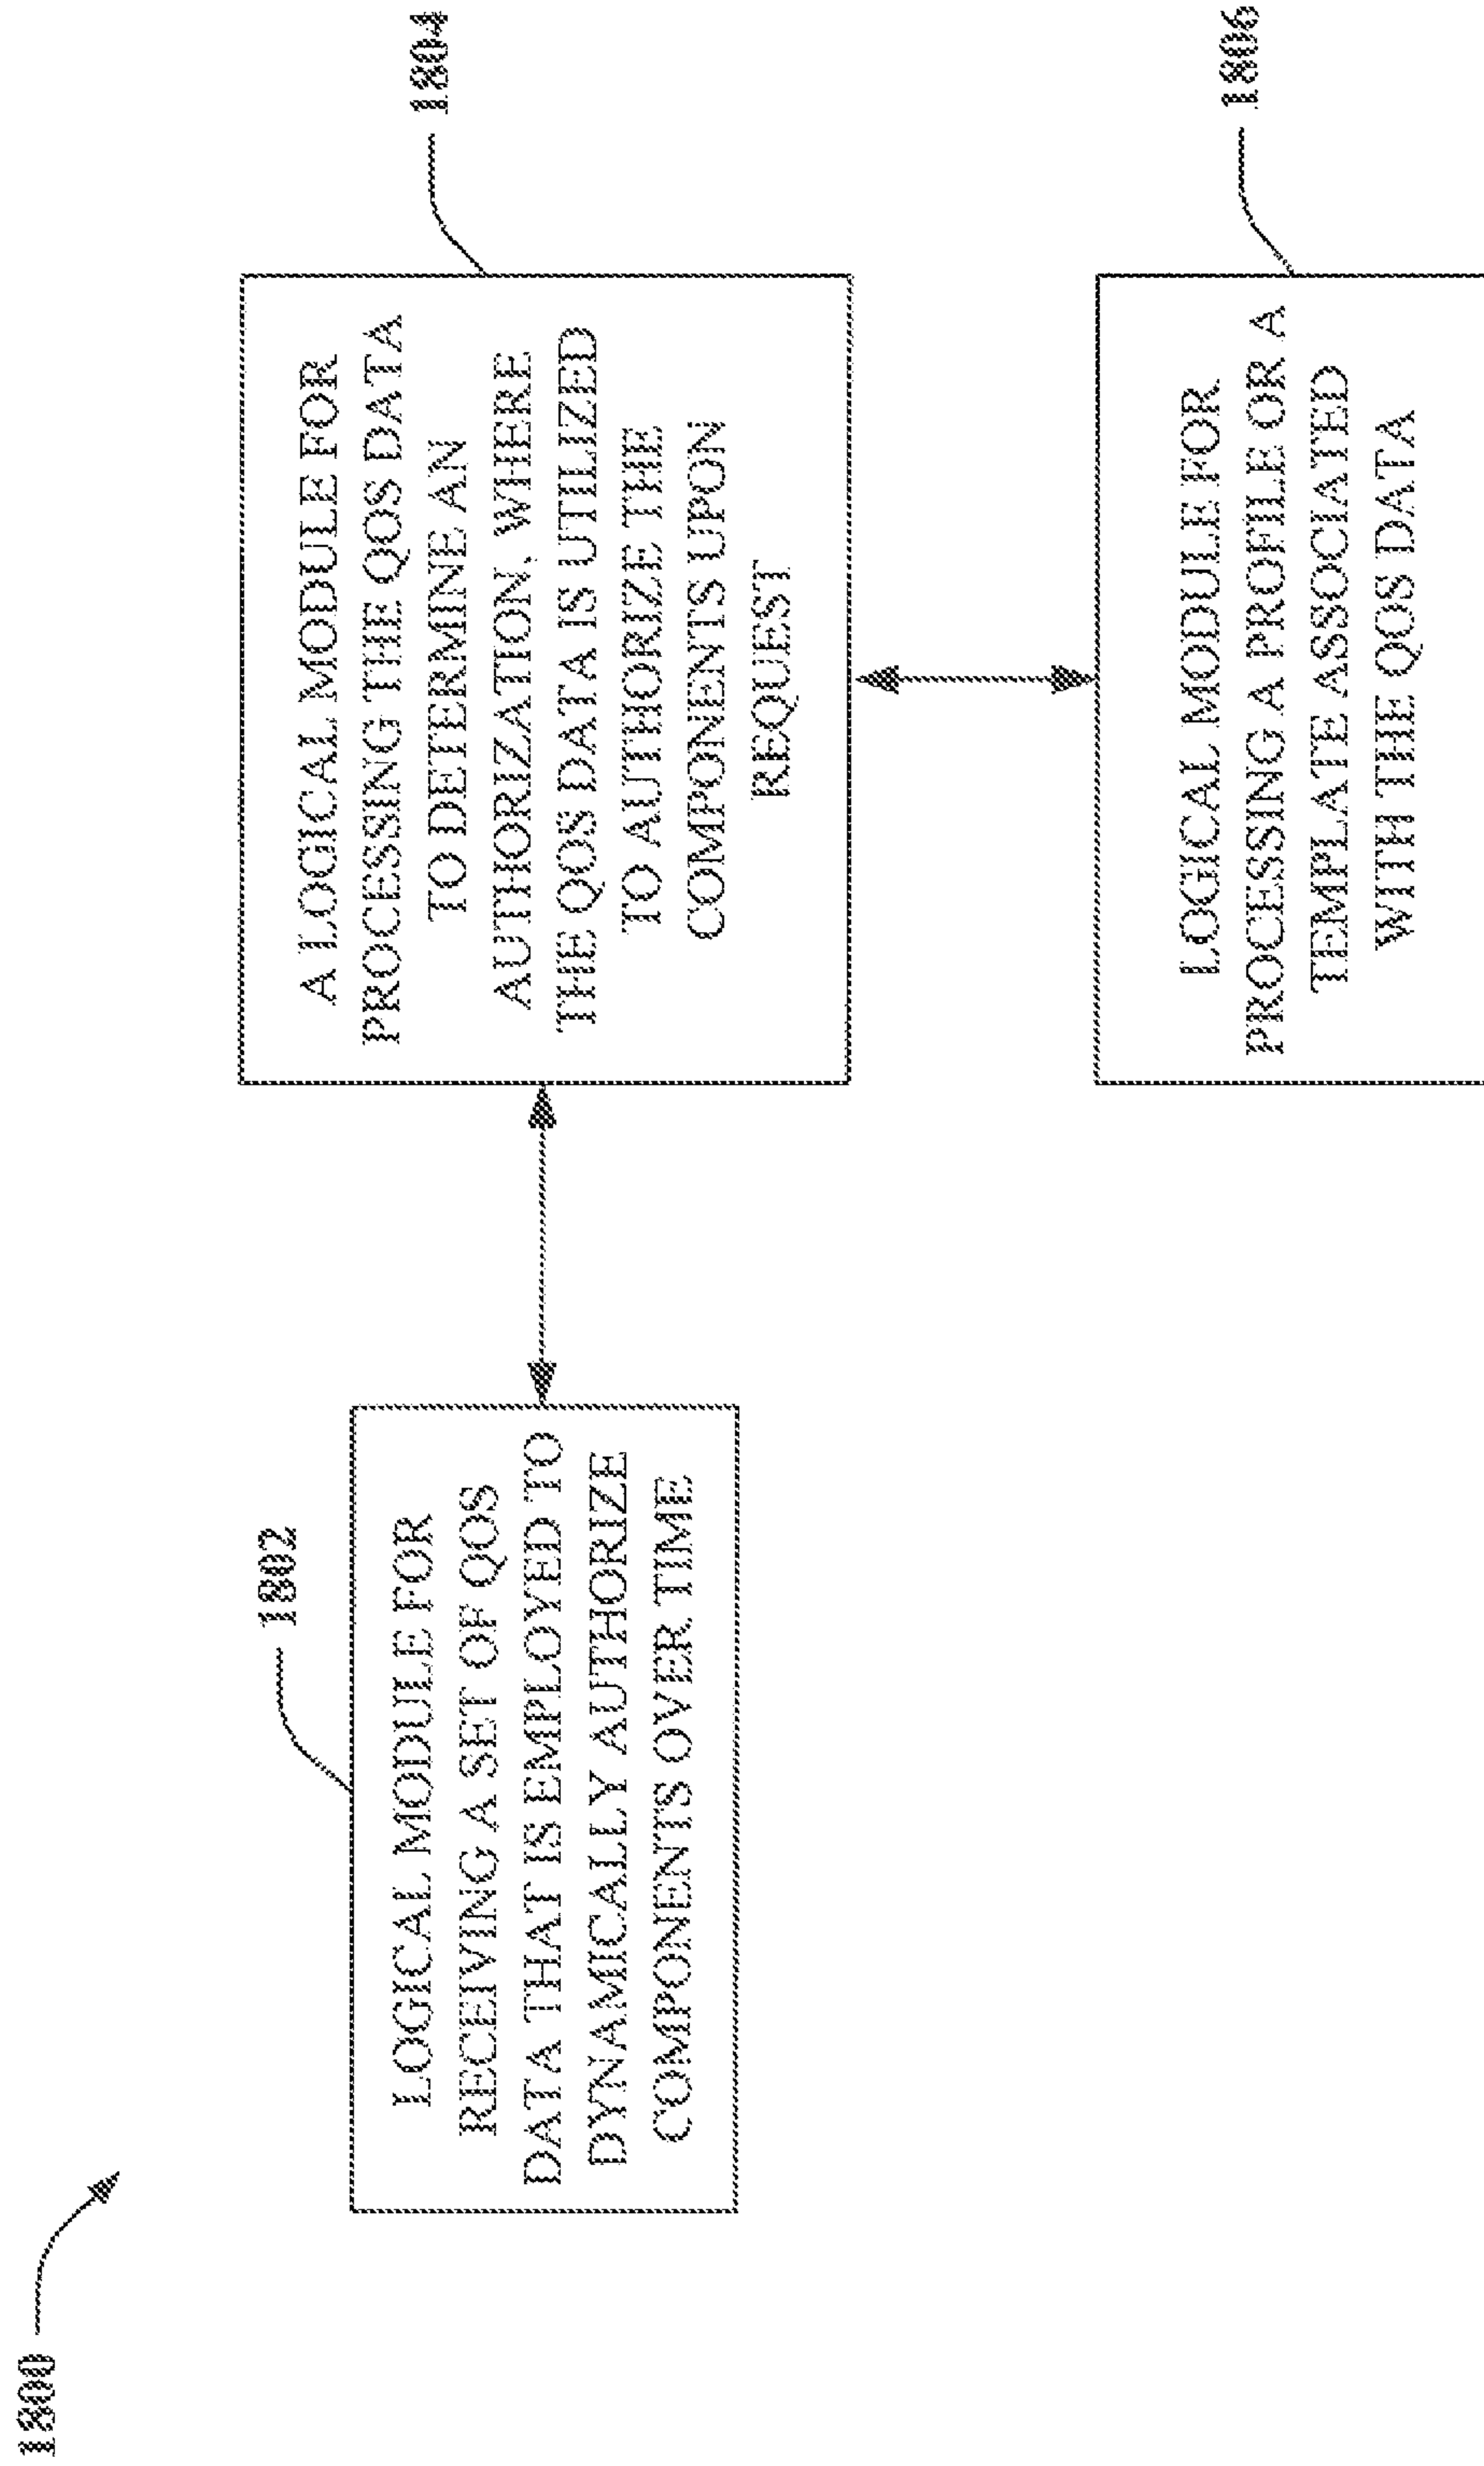 1800
1802
LOGICAL MODULE FOR
RECEIVING A SET OF QOS
DATA THAT IS EMPLOYED TO
DYNAMICALLY AUTHORIZE
COMPONENTS OVER TIME
1804
A LOGICAL MODULE FOR
PROCESSING THE QOS DATA
TO DETERMINE AN
AUTHORIZATION, WHERE
THE QOS DATA IS UTILIZED
TO AUTHORIZE THE
COMPONENTS UPON
REQUEST
1806
LOGICAL MODULE FOR
PROCESSING A PROFILE OR A
TEMPLATE ASSOCIATED
WITH THE QOS DATA